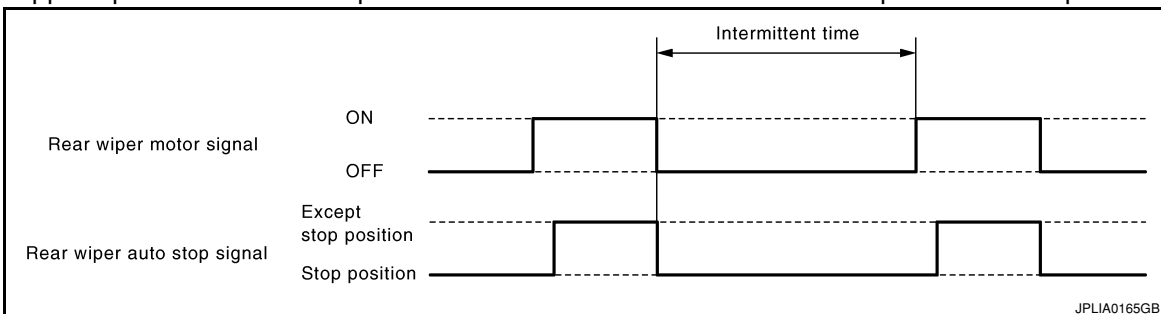 Intermittent time
ON
Rear wiper motor signal
OFF
Except
stop position
Rear wiper auto stop signal
Stop position
JPLIA0165GB